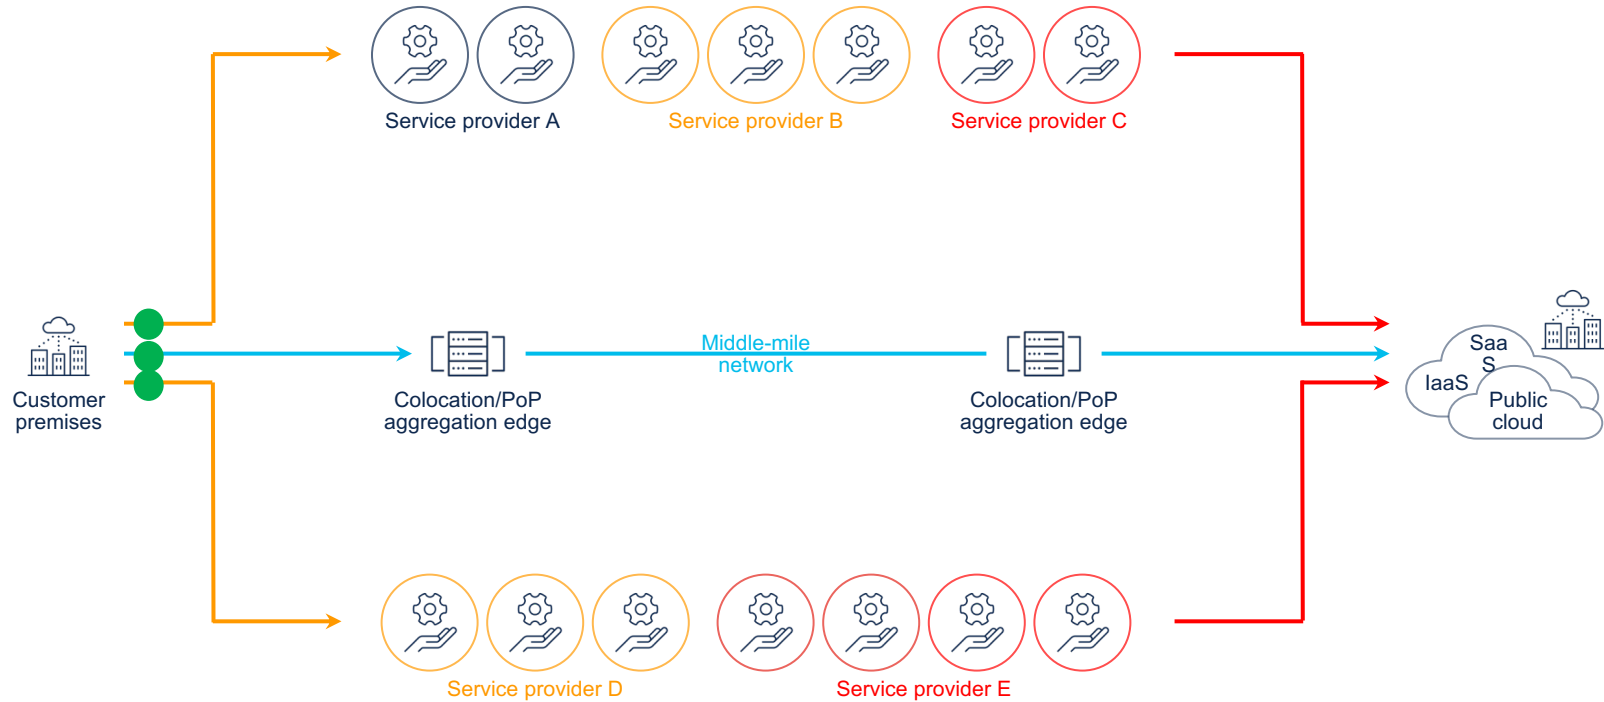 Service provider A
Service provider B
Service provider C
Customer
premises
Colocation/PoP
aggregation edge
Middle-mile
network
Colocation/PoP
aggregation edge
Saa
S
IaaS
Public
cloud
Service provider D
Service provider E